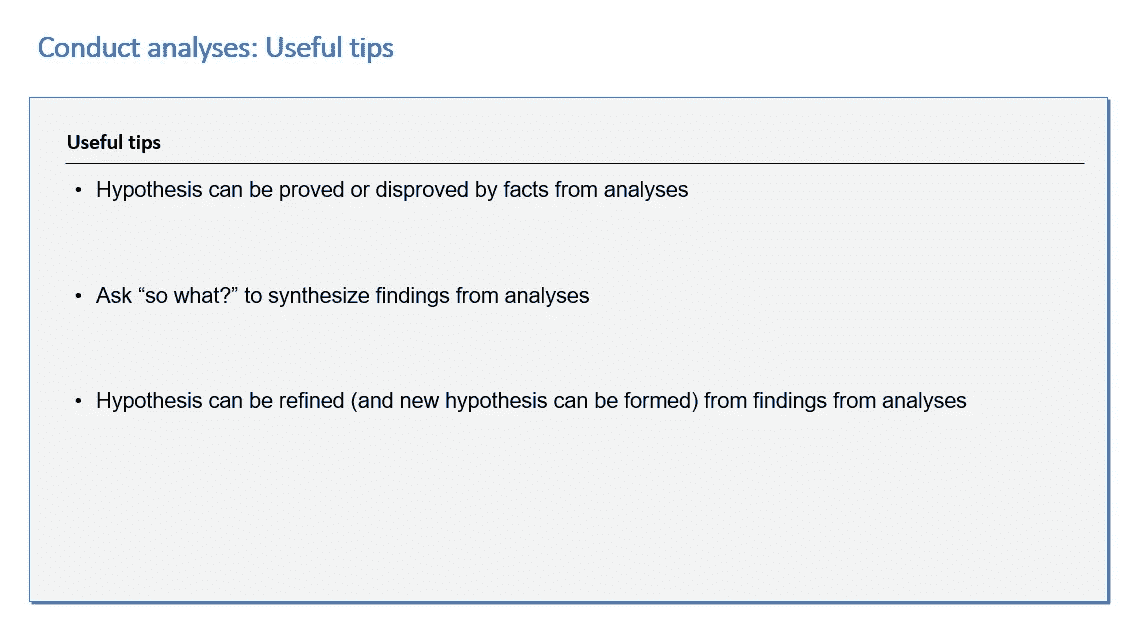 Conduct analyses: Useful tips
Useful tips
• Hypothesis can be proved or disproved by facts from analyses
• Ask “so what?” to synthesize findings from analyses
• Hypothesis can be refined (and new hypothesis can be formed) from findings from analyses